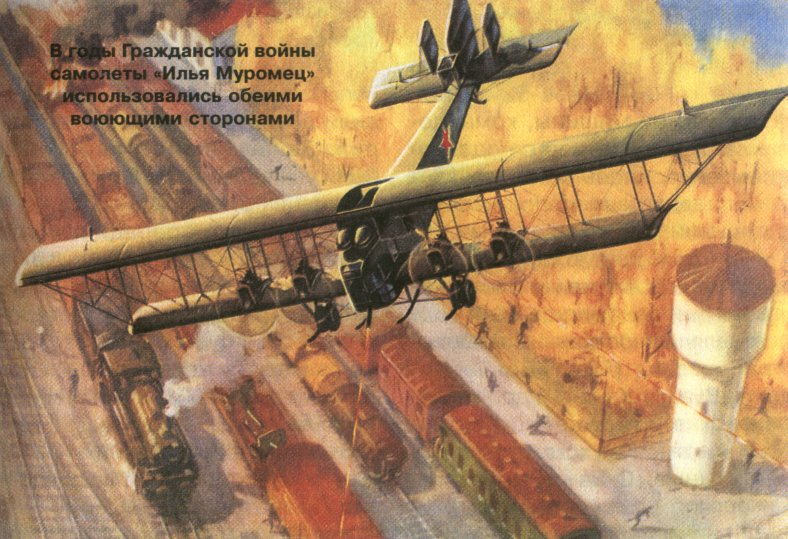 В годы Гражданской войны
самолеты «Илья Муромец»
использовались обеими
воюющими сторонами